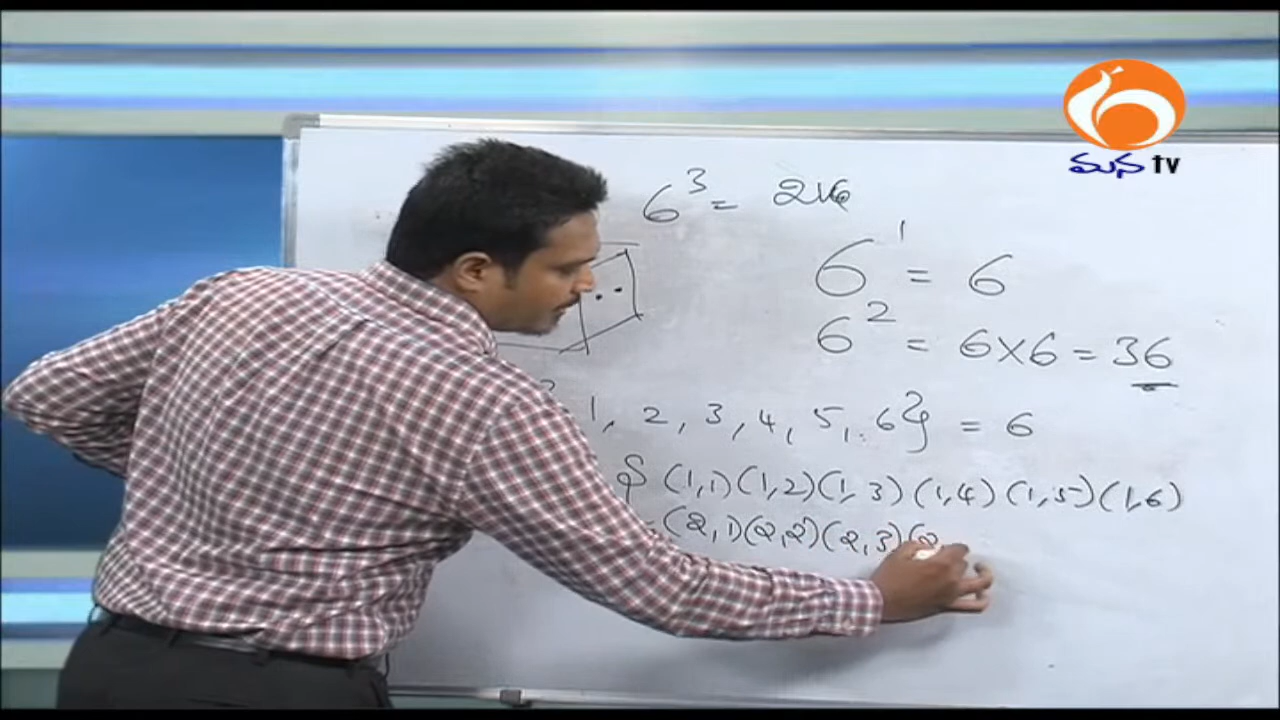 మన tv
6³ = 216
6¹ = 6
6² = 6×6 = 36
1, 2, 3, 4, 5, 6} = 6
{ (1,1) (1,2) (1,3) (1,4) (1,5) (1,6)
(2,1) (2,2) (2,3) (2